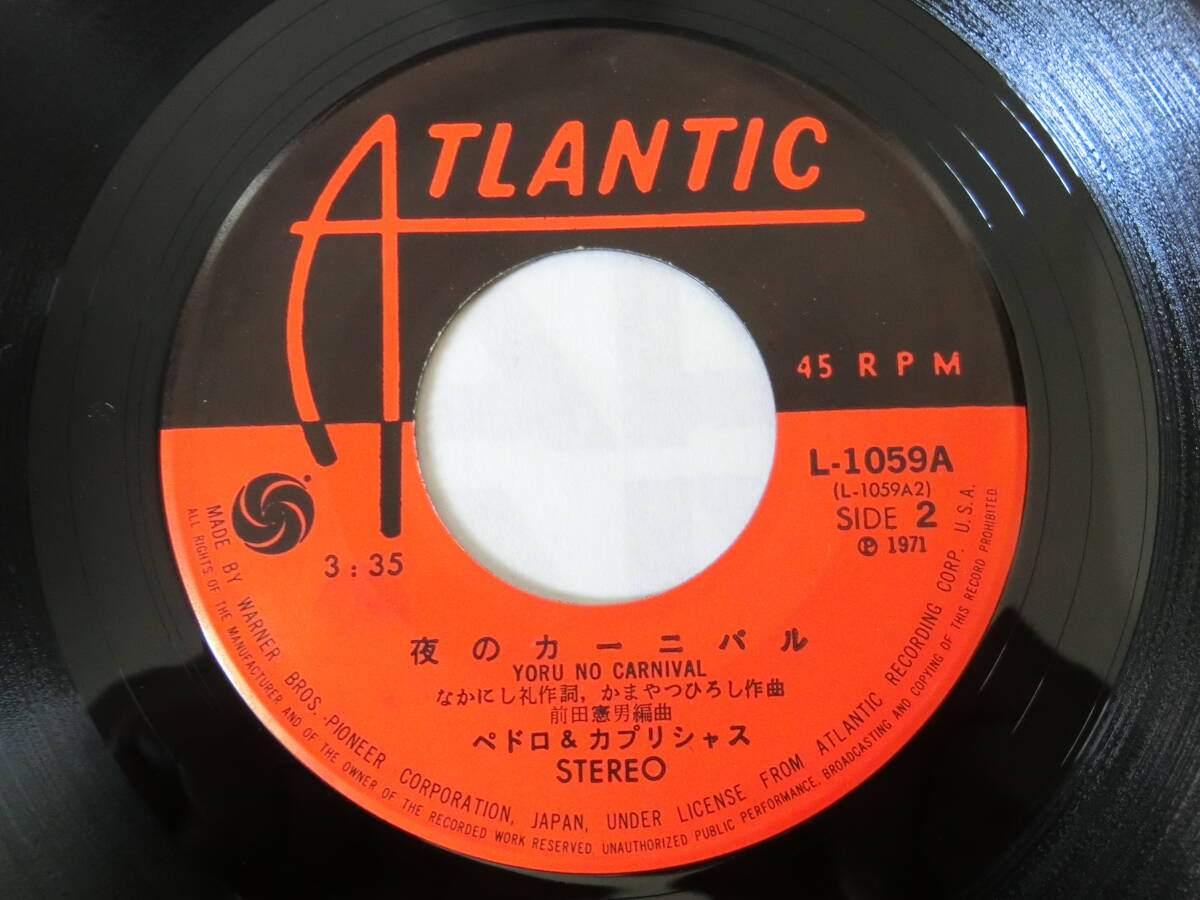 ATLANTIC
45 RPM
L-1059A
(L-1059A2)
SIDE 2
Ⓟ 1971
3:35
夜のカーニバル
YORU NO CARNIVAL
なかにし礼作詞, かまやつひろし作曲
前田憲男編曲
ペドロ&カプリシャス
STEREO
MADE BY WARNER BROS. PIONEER CORPORATION, JAPAN, UNDER LICENSE FROM ATLANTIC RECORDING CORP. U.S.A.
ALL RIGHTS OF THE MANUFACTURER AND OF THE OWNER OF THE RECORDED WORK RESERVED. UNAUTHORIZED PUBLIC PERFORMANCE, BROADCASTING AND COPYING OF THIS RECORD PROHIBITED